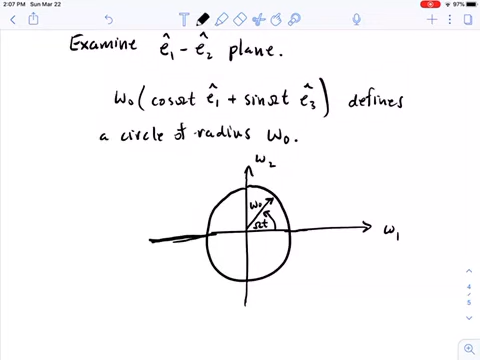 2:07 PM Sun Mar 22
97%
Examine ê₁ - ê₂ plane.
ω₀ (cosΩt ê₁ + sinΩt ê₃) defines
a circle of radius ω₀.
ω₂
ω₀
Ωt
ω₁
4
5